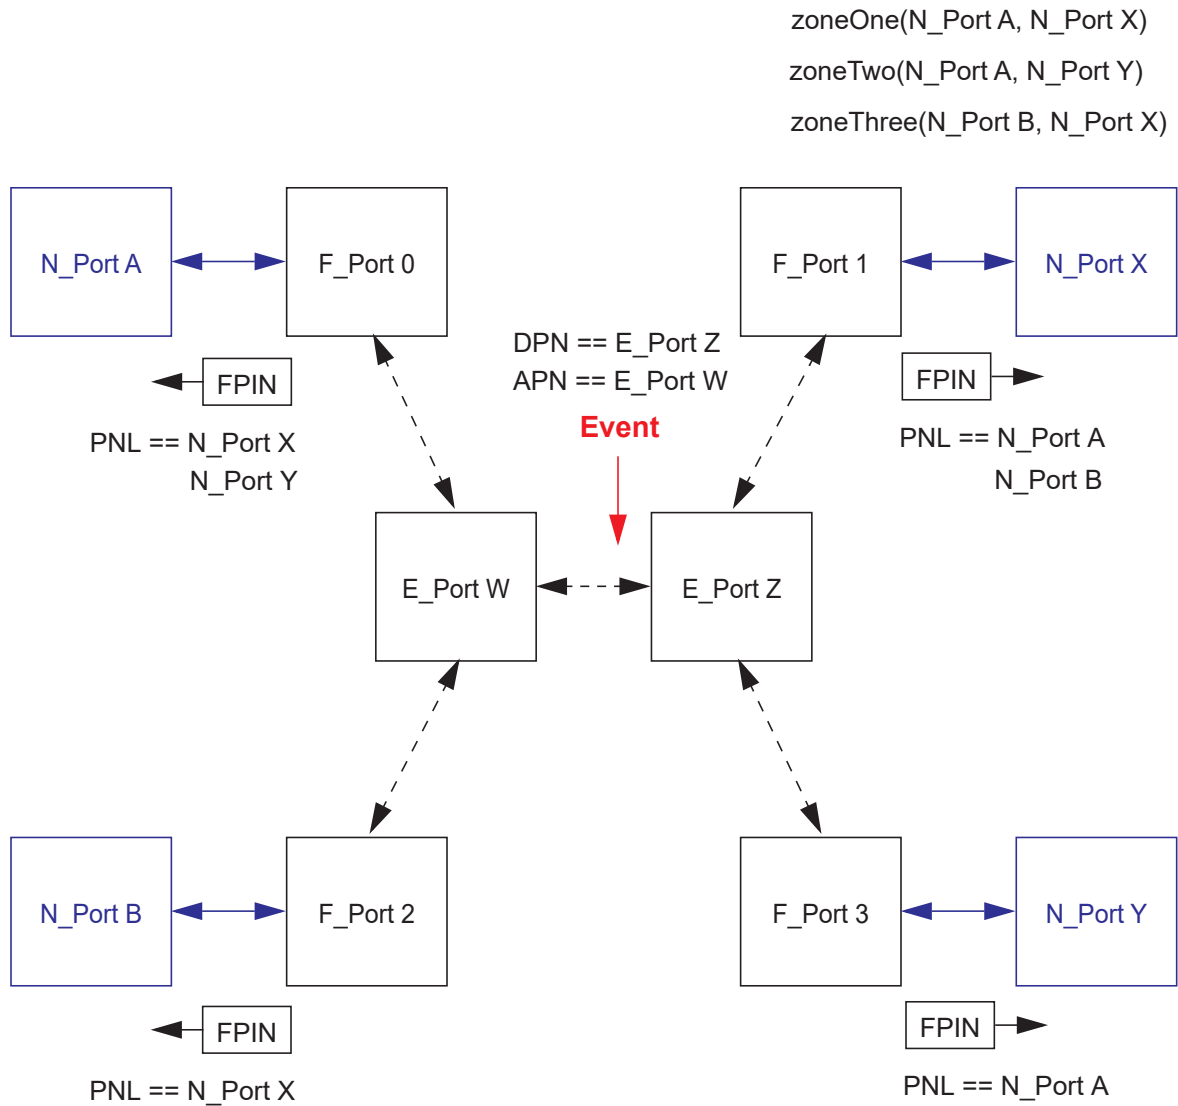 zoneOne(N_Port A, N_Port X)
zoneTwo(N_Port A, N_Port Y)
zoneThree(N_Port B, N_Port X)
N_Port A
F_Port 0
F_Port 1
N_Port X
DPN == E_Port Z
APN == E_Port W
Event
FPIN
PNL == N_Port X
N_Port Y
FPIN
PNL == N_Port A
N_Port B
E_Port W
E_Port Z
N_Port B
F_Port 2
F_Port 3
N_Port Y
FPIN
PNL == N_Port X
FPIN
PNL == N_Port A